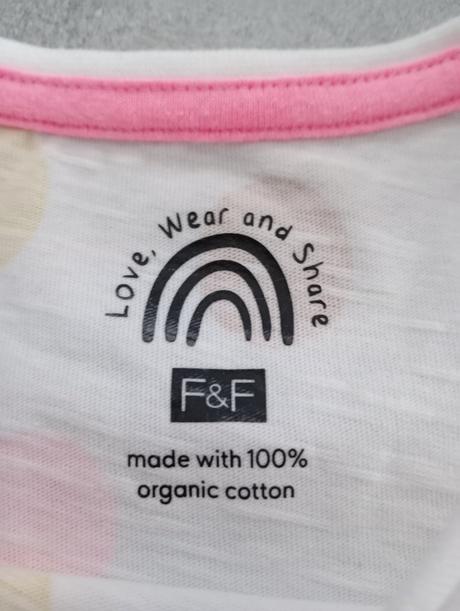 Love, Wear and Share
F&F
made with 100%
organic cotton